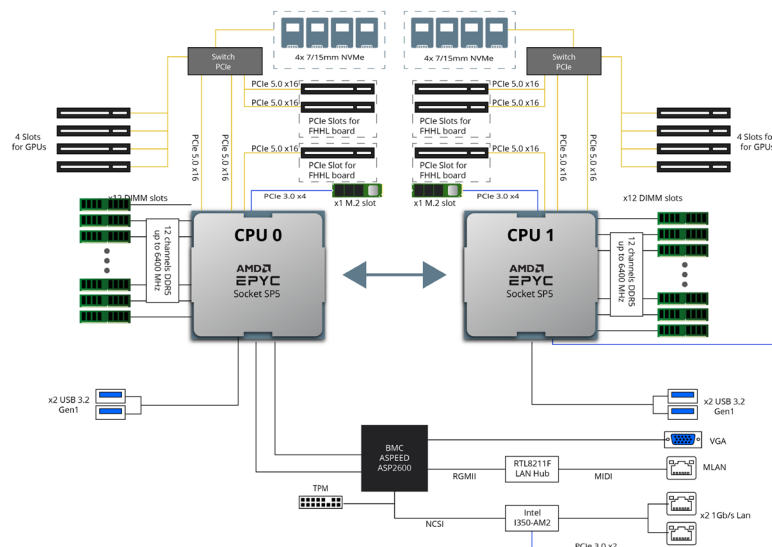 4x 7/15mm NVMe
4x 7/15mm NVMe
Switch
PCIe
Switch
PCIe
PCIe 5.0 x16
PCIe 5.0 x16
PCIe Slots for
FHHL board
PCIe 5.0 x16
PCIe Slot for
FHHL board
PCIe 5.0 x16
PCIe 5.0 x16
PCIe Slots for
FHHL board
PCIe 5.0 x16
PCIe Slot for
FHHL board
4 Slots
for GPUs
PCIe 5.0 x16
PCIe 5.0 x16
PCIe 5.0 x16
PCIe 5.0 x16
4 Slots fo
for GPUs
x12 DIMM slots
PCIe 3.0 x4
x1 M.2 slot
x1 M.2 slot
PCIe 3.0 x4
x12 DIMM slots
12 channels DDR5
up to 6400 MHz
CPU 0
AMD
EPYC
Socket SP5
CPU 1
AMD
EPYC
Socket SP5
12 channels DDR5
up to 6400 MHz
x2 USB 3.2
Gen1
x2 USB 3.2
Gen1
BMC
ASPEED
ASP2600
VGA
RGMII
RTL8211F
LAN Hub
MIDI
MLAN
TPM
NCSI
Intel
I350-AM2
x2 1Gb/s Lan
PCIe 3.0 x2